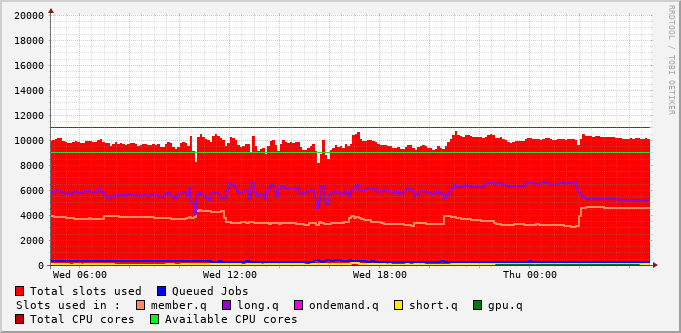 20000
18000
16000
14000
12000
10000
8000
6000
4000
2000
0
Wed 06:00 Wed 12:00 Wed 18:00 Thu 00:00
RRDTOOL / TOBI OETIKER
Total slots used Queued Jobs
Slots used in : member.q long.q ondemand.q short.q gpu.q
Total CPU cores Available CPU cores